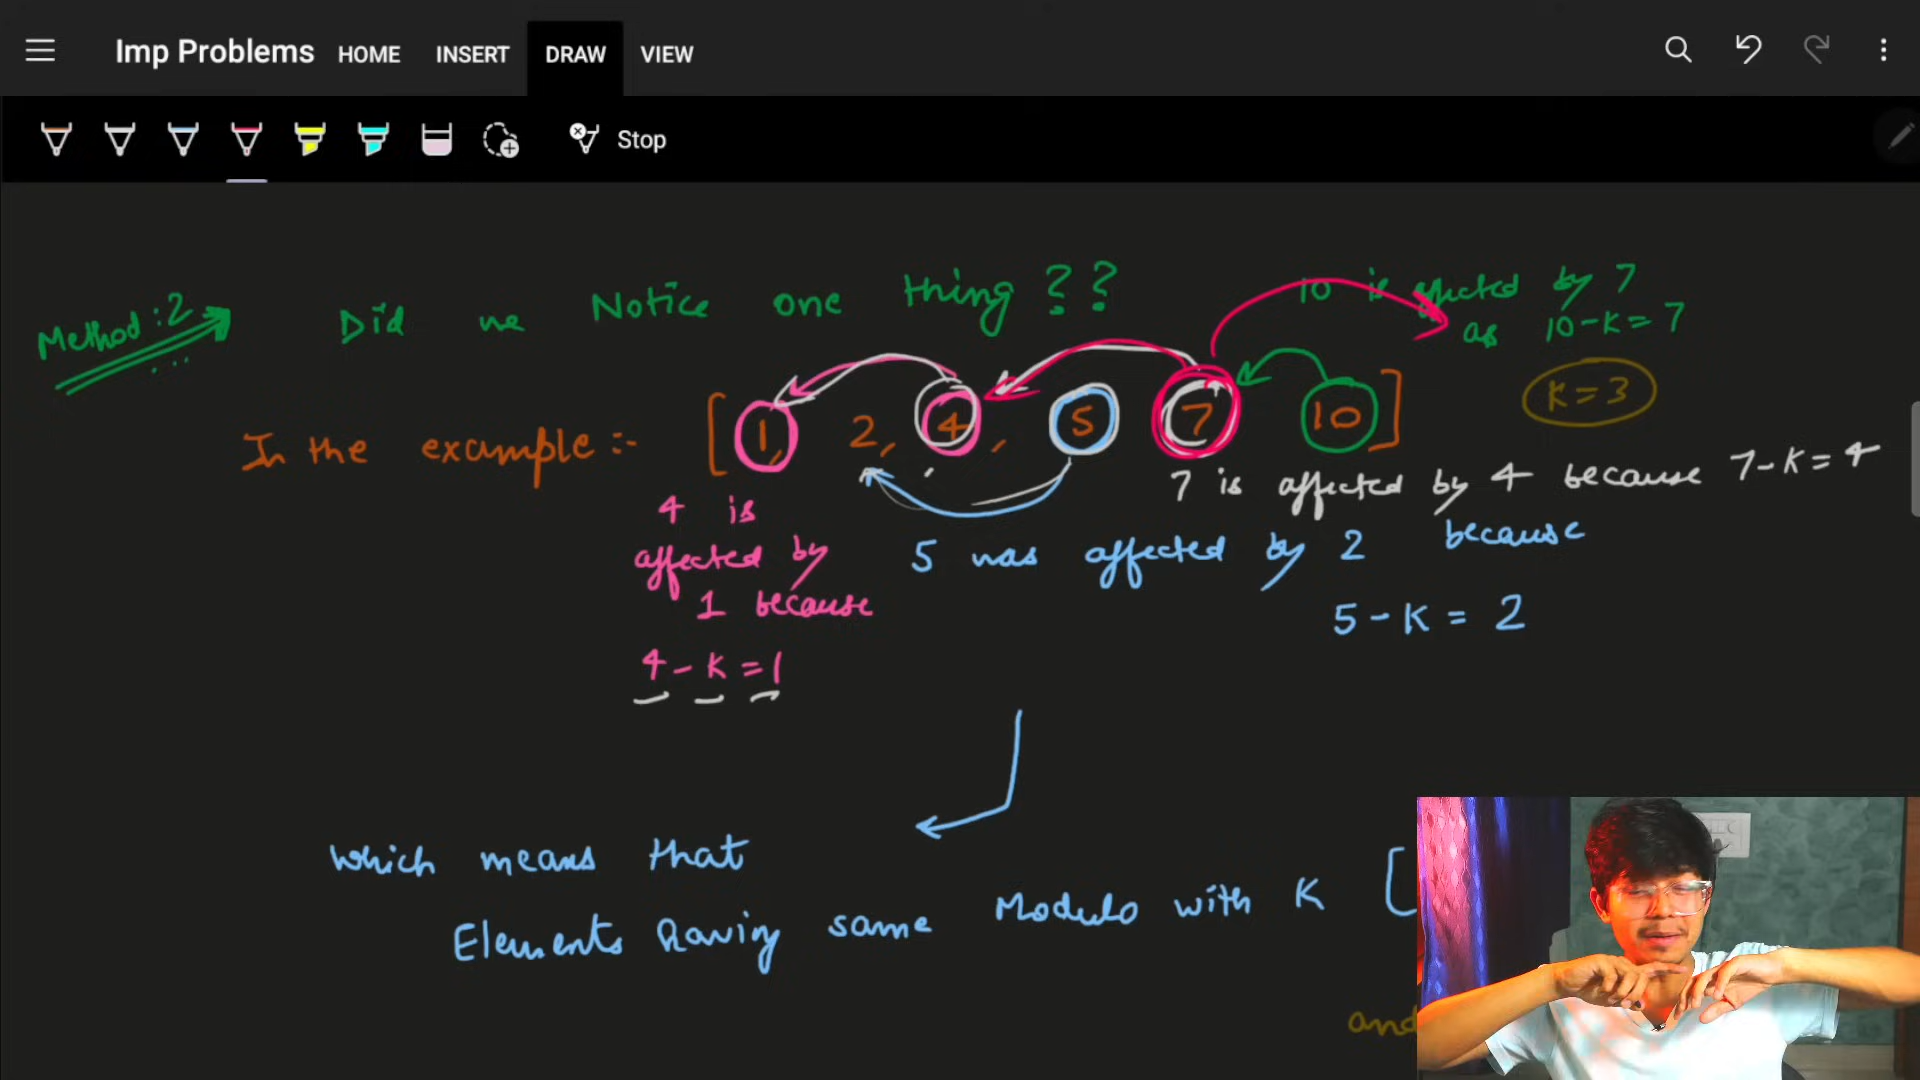 Imp Problems HOME INSERT DRAW VIEW
Stop
Method:2 Did we Notice one thing??
10 is affected by 7
as 10-K=7
K=3
In the example:- [1, 2, 4, 5 7 10]
7 is affected by 4 because 7-K=4
4 is
affected by
1 because
4-K=1
5 was affected by 2 because
5-K=2
which means that
Elements having same Modulo with K [
and